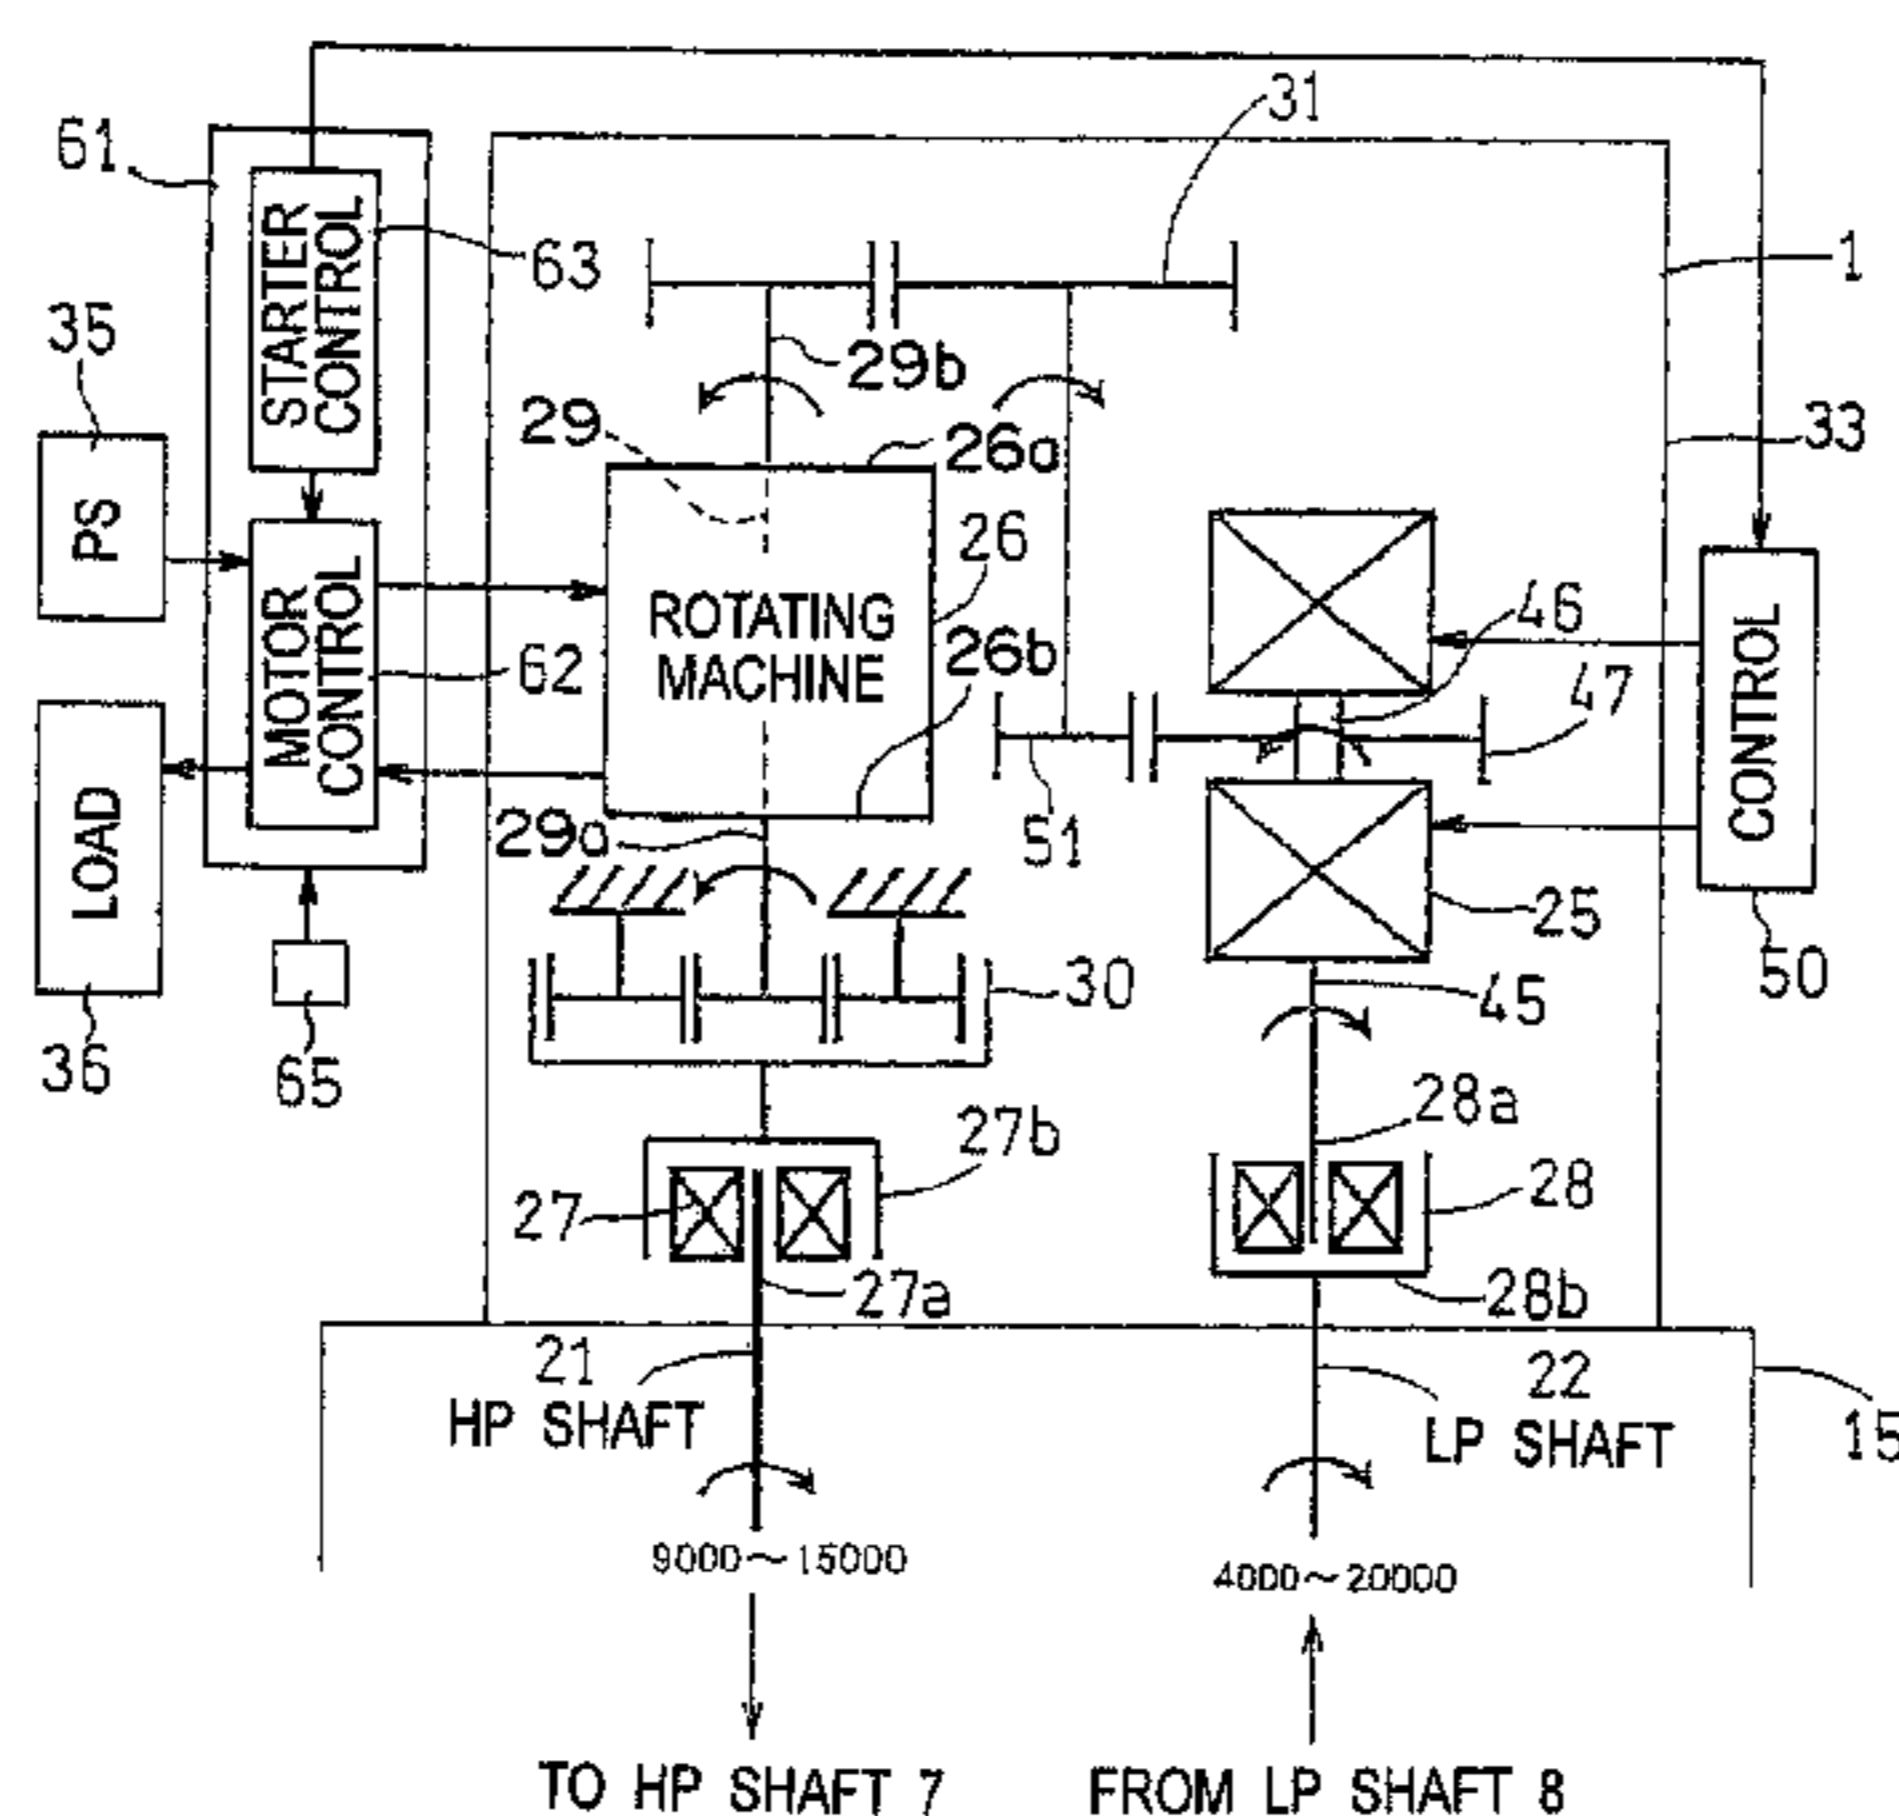 31
61
1
STARTER
CONTROL
63
35
29b
33
29
26a
PS
26
46
ROTATING
MACHINE
26b
47
MOTOR
CONTROL
62
CONTROL
LOAD
29a
51
25
50
30
45
36
65
28a
27b
27
28
27a
28b
21
HP SHAFT
22
LP SHAFT
15
9000~15000
4000~20000
TO HP SHAFT 7
FROM LP SHAFT 8